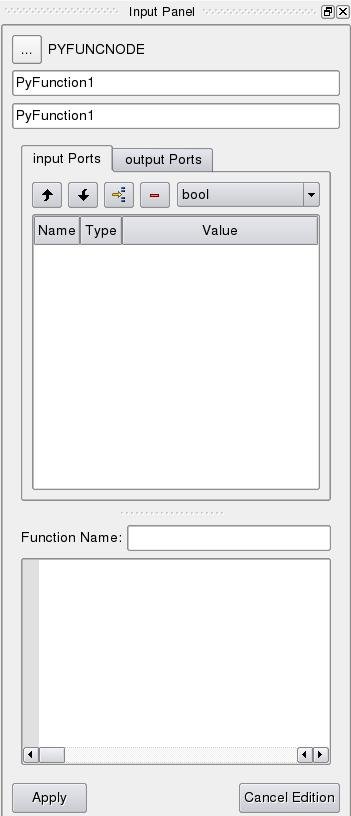 Input Panel
... PYFUNCNODE
PyFunction1
PyFunction1
input Ports output Ports
bool
Name Type Value
Function Name:
Apply Cancel Edition